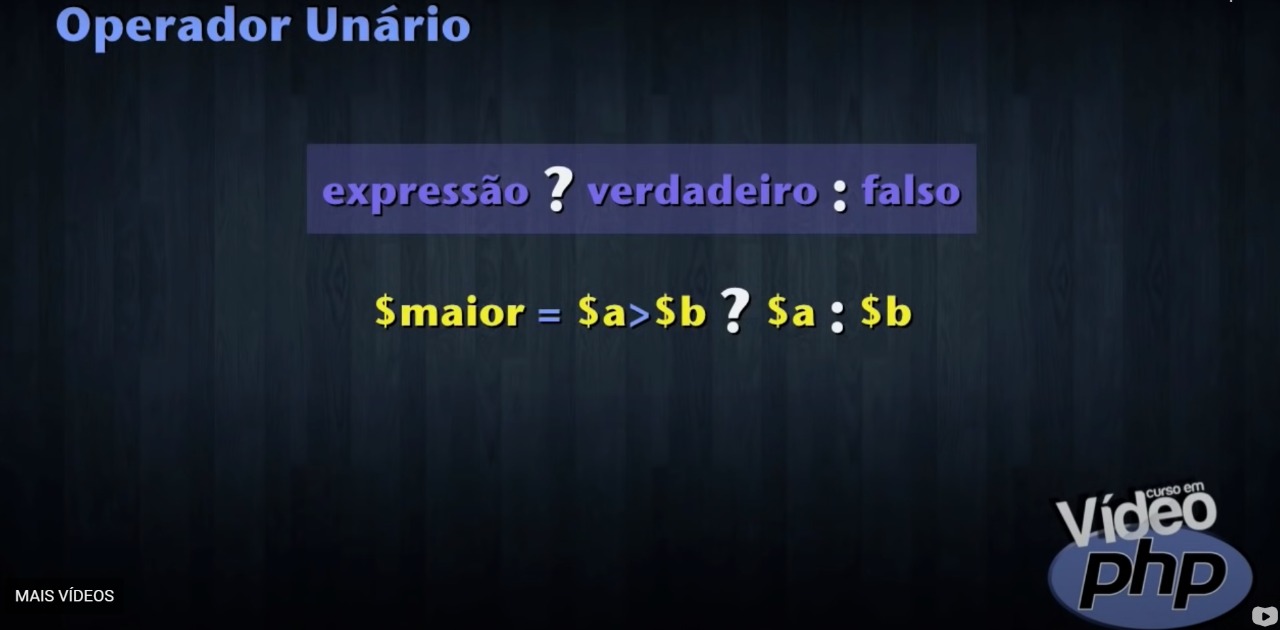 Operador Unário
expressão ? verdadeiro : falso
$maior = $a>$b ? $a : $b
curso em
Vídeo
php
MAIS VÍDEOS